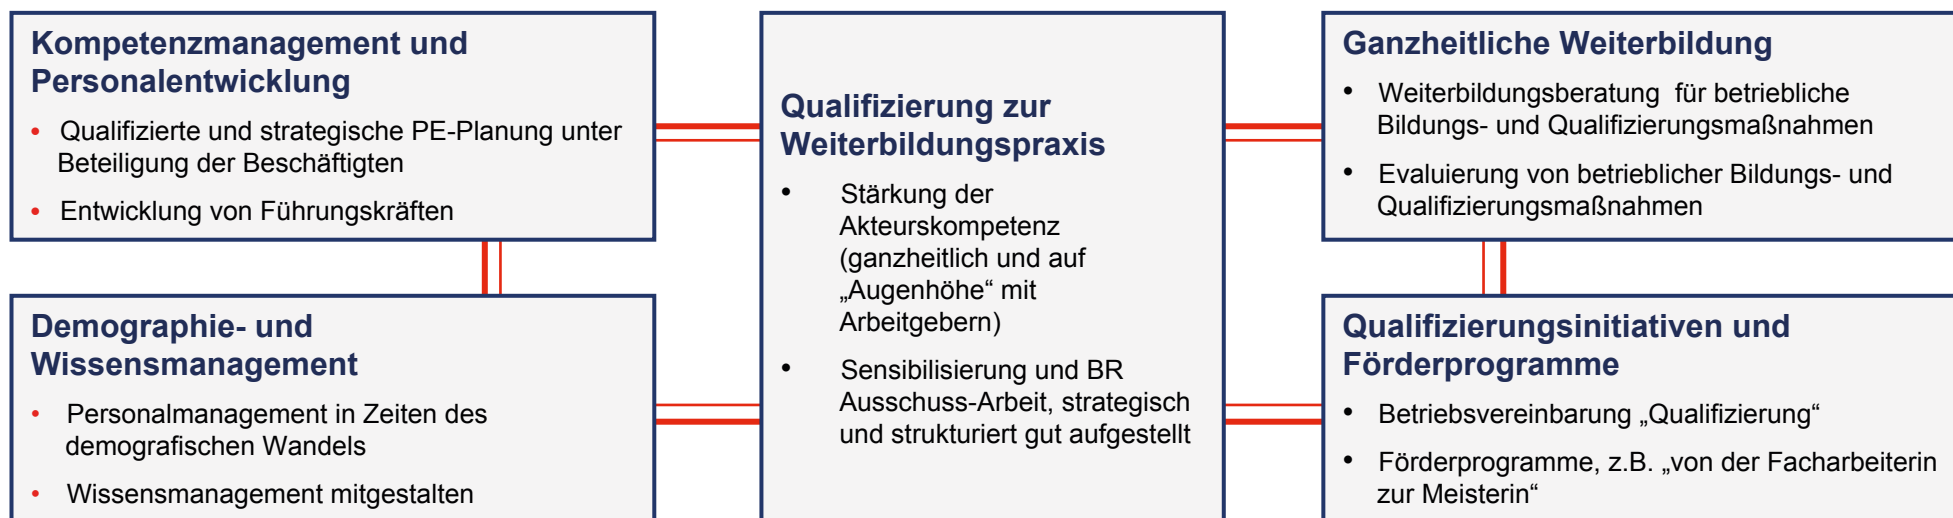 Kompetenzmanagement und
Personalentwicklung
• Qualifizierte und strategische PE-Planung unter
Beteiligung der Beschäftigten
• Entwicklung von Führungskräften
Demographie- und
Wissensmanagement
• Personalmanagement in Zeiten des
demografischen Wandels
• Wissensmanagement mitgestalten
Qualifizierung zur
Weiterbildungspraxis
• Stärkung der
Akteurskompetenz
(ganzheitlich und auf
„Augenhöhe“ mit
Arbeitgebern)
• Sensibilisierung und BR
Ausschuss-Arbeit, strategisch
und strukturiert gut aufgestellt
Ganzheitliche Weiterbildung
• Weiterbildungsberatung für betriebliche
Bildungs- und Qualifizierungsmaßnahmen
• Evaluierung von betrieblicher Bildungs- und
Qualifizierungsmaßnahmen
Qualifizierungsinitiativen und
Förderprogramme
• Betriebsvereinbarung „Qualifizierung“
• Förderprogramme, z.B. „von der Facharbeiterin
zur Meisterin“